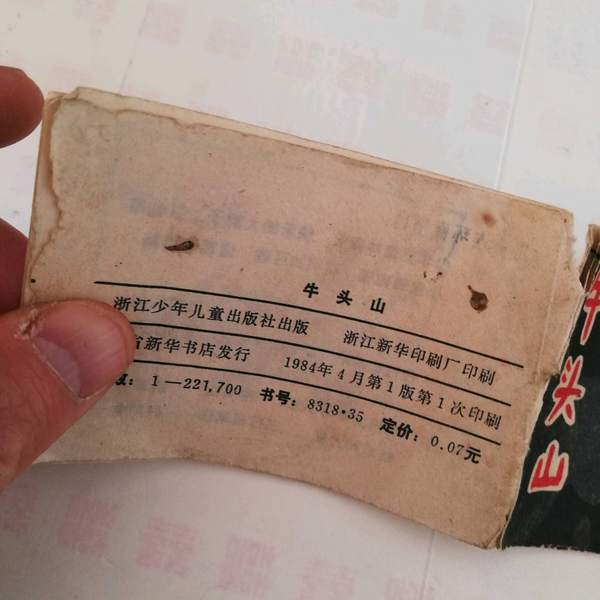 牛头山
浙江少年儿童出版社出版 浙江新华印刷厂印刷
省新华书店发行 1984年4月第1版第1次印刷
数: 1—221,700 书号: 8318·35 定价: 0.07元
牛头山